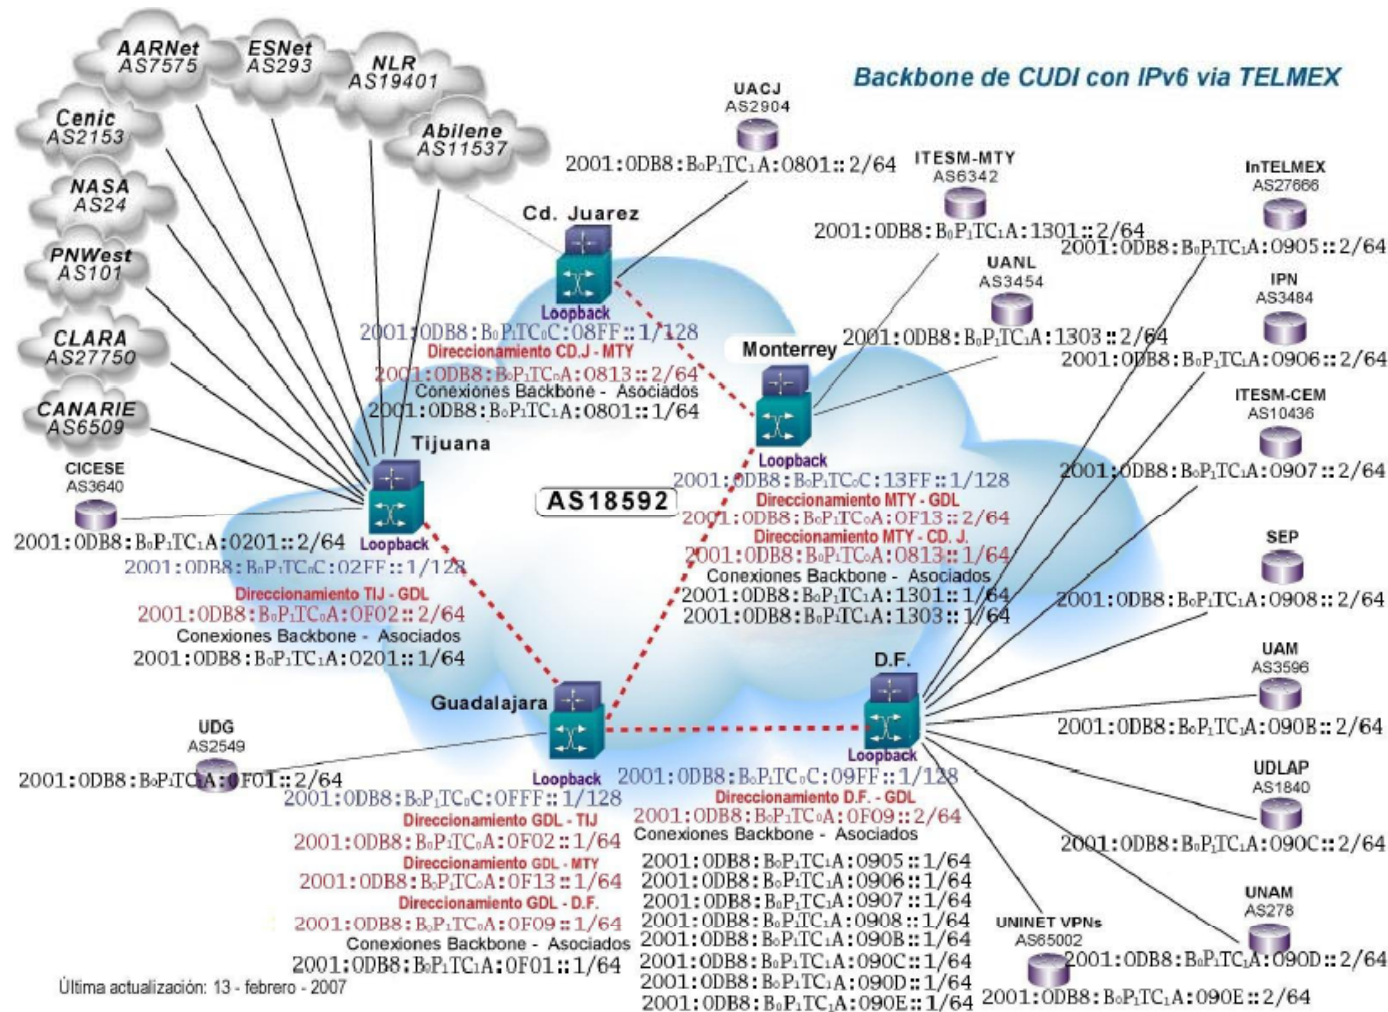 Backbone de CUDI con IPv6 via TELMEX
AARNet
AS7575
ESNet
AS293
NLR
AS19401
Abilene
AS11537
Cenic
AS2153
NASA
AS24
PNWest
AS101
CLARA
AS27750
CANARIE
AS6509
CICESE
AS3640
2001:0DB8:B₀P₁TC₁A:0201::2/64
UACJ
AS2904
2001:0DB8:B₀P₁TC₁A:0801::2/64
ITESM-MTY
AS6342
2001:0DB8:B₀P₁TC₁A:1301::2/64
UANL
AS3454
2001:0DB8:B₀P₁TC₁A:1303::2/64
InTELMEX
AS27666
2001:0DB8:B₀P₁TC₁A:0905::2/64
IPN
AS3484
2001:0DB8:B₀P₁TC₁A:0906::2/64
ITESM-CEM
AS10436
2001:0DB8:B₀P₁TC₁A:0907::2/64
SEP
2001:0DB8:B₀P₁TC₁A:0908::2/64
UAM
AS3596
2001:0DB8:B₀P₁TC₁A:090B::2/64
UDLAP
AS1840
2001:0DB8:B₀P₁TC₁A:090C::2/64
UNAM
AS278
2001:0DB8:B₀P₁TC₁A:090D::2/64
UNINET VPNs
AS65002
2001:0DB8:B₀P₁TC₁A:090E::2/64
Cd. Juarez
Loopback
2001:0DB8:B₀P₁TC₀C:08FF::1/128
Direccionamiento CD.J - MTY
2001:0DB8:B₀P₁TC₀A:0813::2/64
Conexiones Backbone - Asociados
2001:0DB8:B₀P₁TC₁A:0801::1/64
Monterrey
Loopback
2001:0DB8:B₀P₁TC₀C:13FF::1/128
Direccionamiento MTY - GDL
2001:0DB8:B₀P₁TC₀A:0F13::2/64
Direccionamiento MTY - CD. J.
2001:0DB8:B₀P₁TC₀A:0813::1/64
Conexiones Backbone - Asociados
2001:0DB8:B₀P₁TC₁A:1301::1/64
2001:0DB8:B₀P₁TC₁A:1303::1/64
AS18592
Tijuana
Loopback
2001:0DB8:B₀P₁TC₀C:02FF::1/128
Direccionamiento TIJ - GDL
2001:0DB8:B₀P₁TC₀A:0F02::2/64
Conexiones Backbone - Asociados
2001:0DB8:B₀P₁TC₁A:0201::1/64
Guadalajara
Loopback
2001:0DB8:B₀P₁TC₀C:0FFF::1/128
Direccionamiento GDL - TIJ
2001:0DB8:B₀P₁TC₀A:0F02::1/64
Direccionamiento GDL - MTY
2001:0DB8:B₀P₁TC₀A:0F13::1/64
Direccionamiento GDL - D.F.
2001:0DB8:B₀P₁TC₀A:0F09::1/64
Conexiones Backbone - Asociados
2001:0DB8:B₀P₁TC₁A:0F01::1/64
UDG
AS2549
2001:0DB8:B₀P₁TC₁A:0F01::2/64
D.F.
Loopback
2001:0DB8:B₀P₁TC₀C:09FF::1/128
Direccionamiento D.F. - GDL
2001:0DB8:B₀P₁TC₀A:0F09::2/64
Conexiones Backbone - Asociados
2001:0DB8:B₀P₁TC₁A:0905::1/64
2001:0DB8:B₀P₁TC₁A:0906::1/64
2001:0DB8:B₀P₁TC₁A:0907::1/64
2001:0DB8:B₀P₁TC₁A:0908::1/64
2001:0DB8:B₀P₁TC₁A:090B::1/64
2001:0DB8:B₀P₁TC₁A:090C::1/64
2001:0DB8:B₀P₁TC₁A:090D::1/64
2001:0DB8:B₀P₁TC₁A:090E::1/64
Última actualización: 13 - febrero - 2007